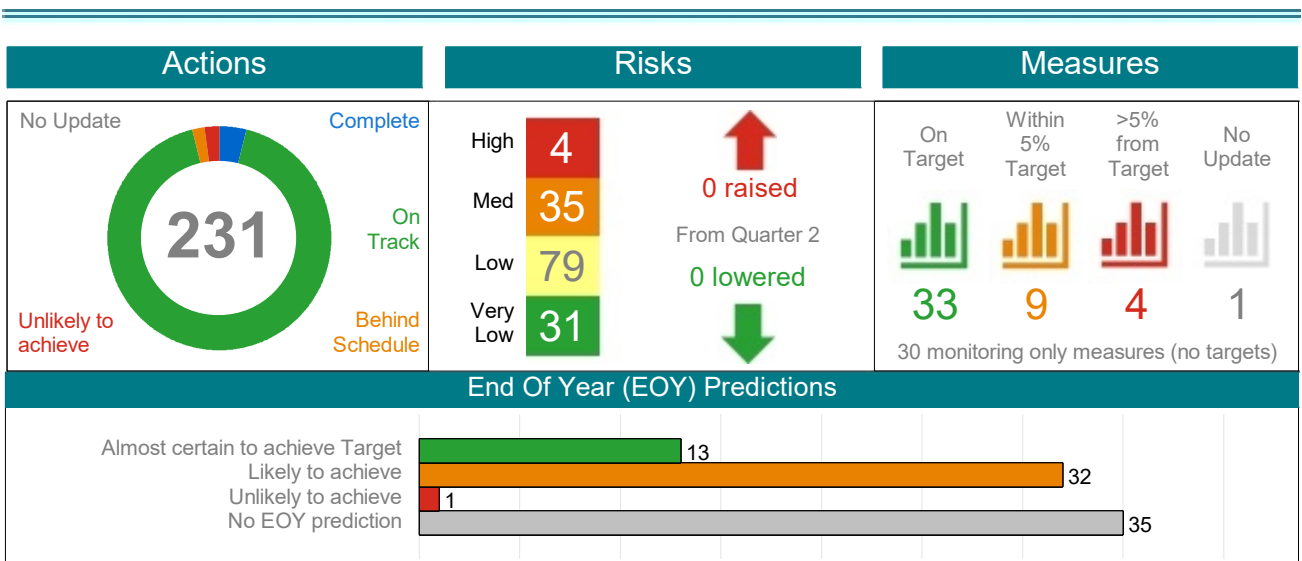 Actions
Risks
Measures
No Update
Complete
231
On
Track
Unlikely to
achieve
Behind
Schedule
High
4
Med
35
Low
79
Very
Low
31
0 raised
From Quarter 2
0 lowered
On
Target
Within
5%
Target
>5%
from
Target
No
Update
33
9
4
1
30 monitoring only measures (no targets)
End Of Year (EOY) Predictions
Almost certain to achieve Target
13
Likely to achieve
32
Unlikely to achieve
1
No EOY prediction
35